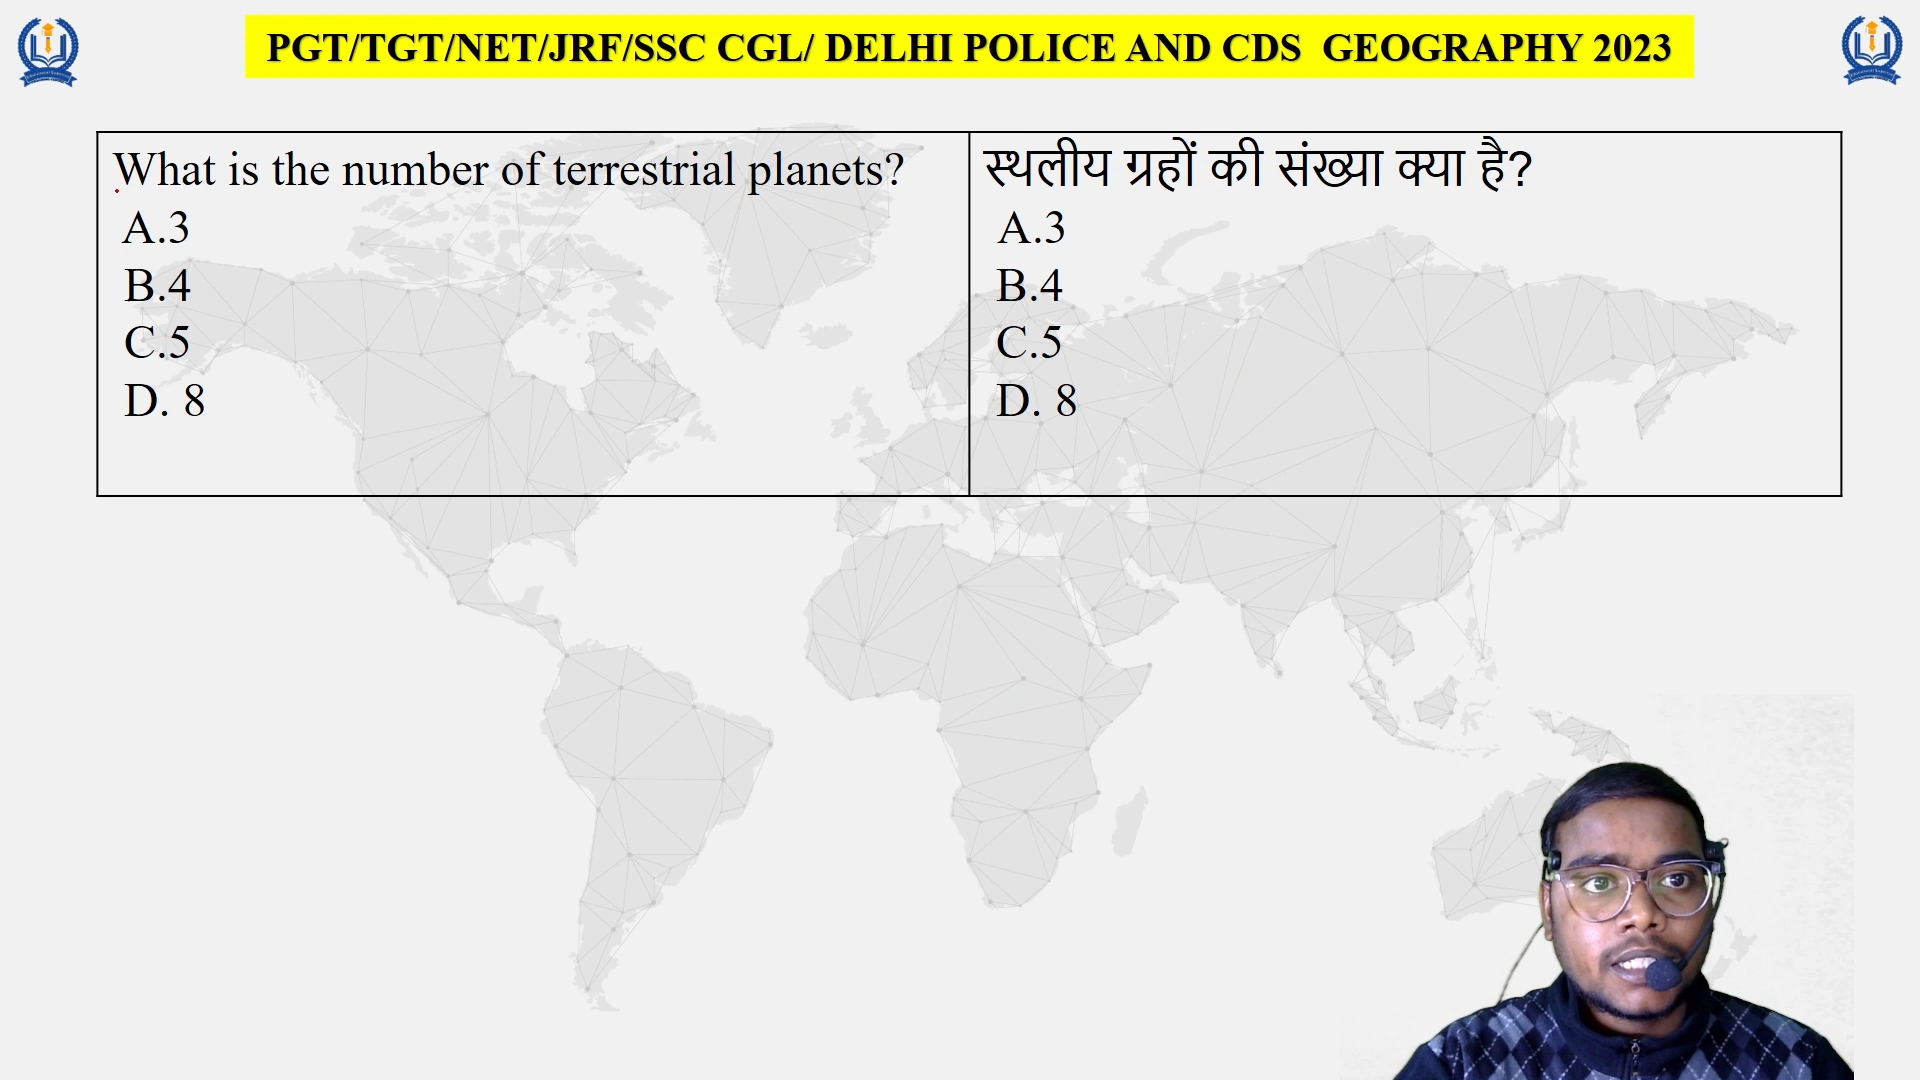 PGT/TGT/NET/JRF/SSC CGL/ DELHI POLICE AND CDS GEOGRAPHY 2023
What is the number of terrestrial planets?
A.3
B.4
C.5
D. 8
स्थलीय ग्रहों की संख्या क्या है?
A.3
B.4
C.5
D. 8